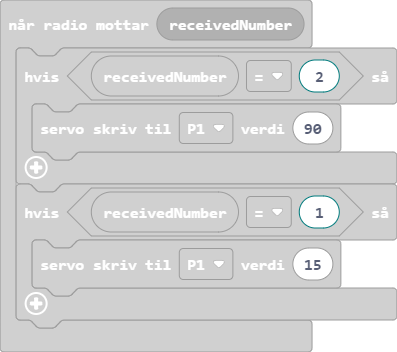 når radio mottar receivedNumber
hvis receivedNumber = 2 så
servo skriv til P1 verdi 90
hvis receivedNumber = 1 så
servo skriv til P1 verdi 15